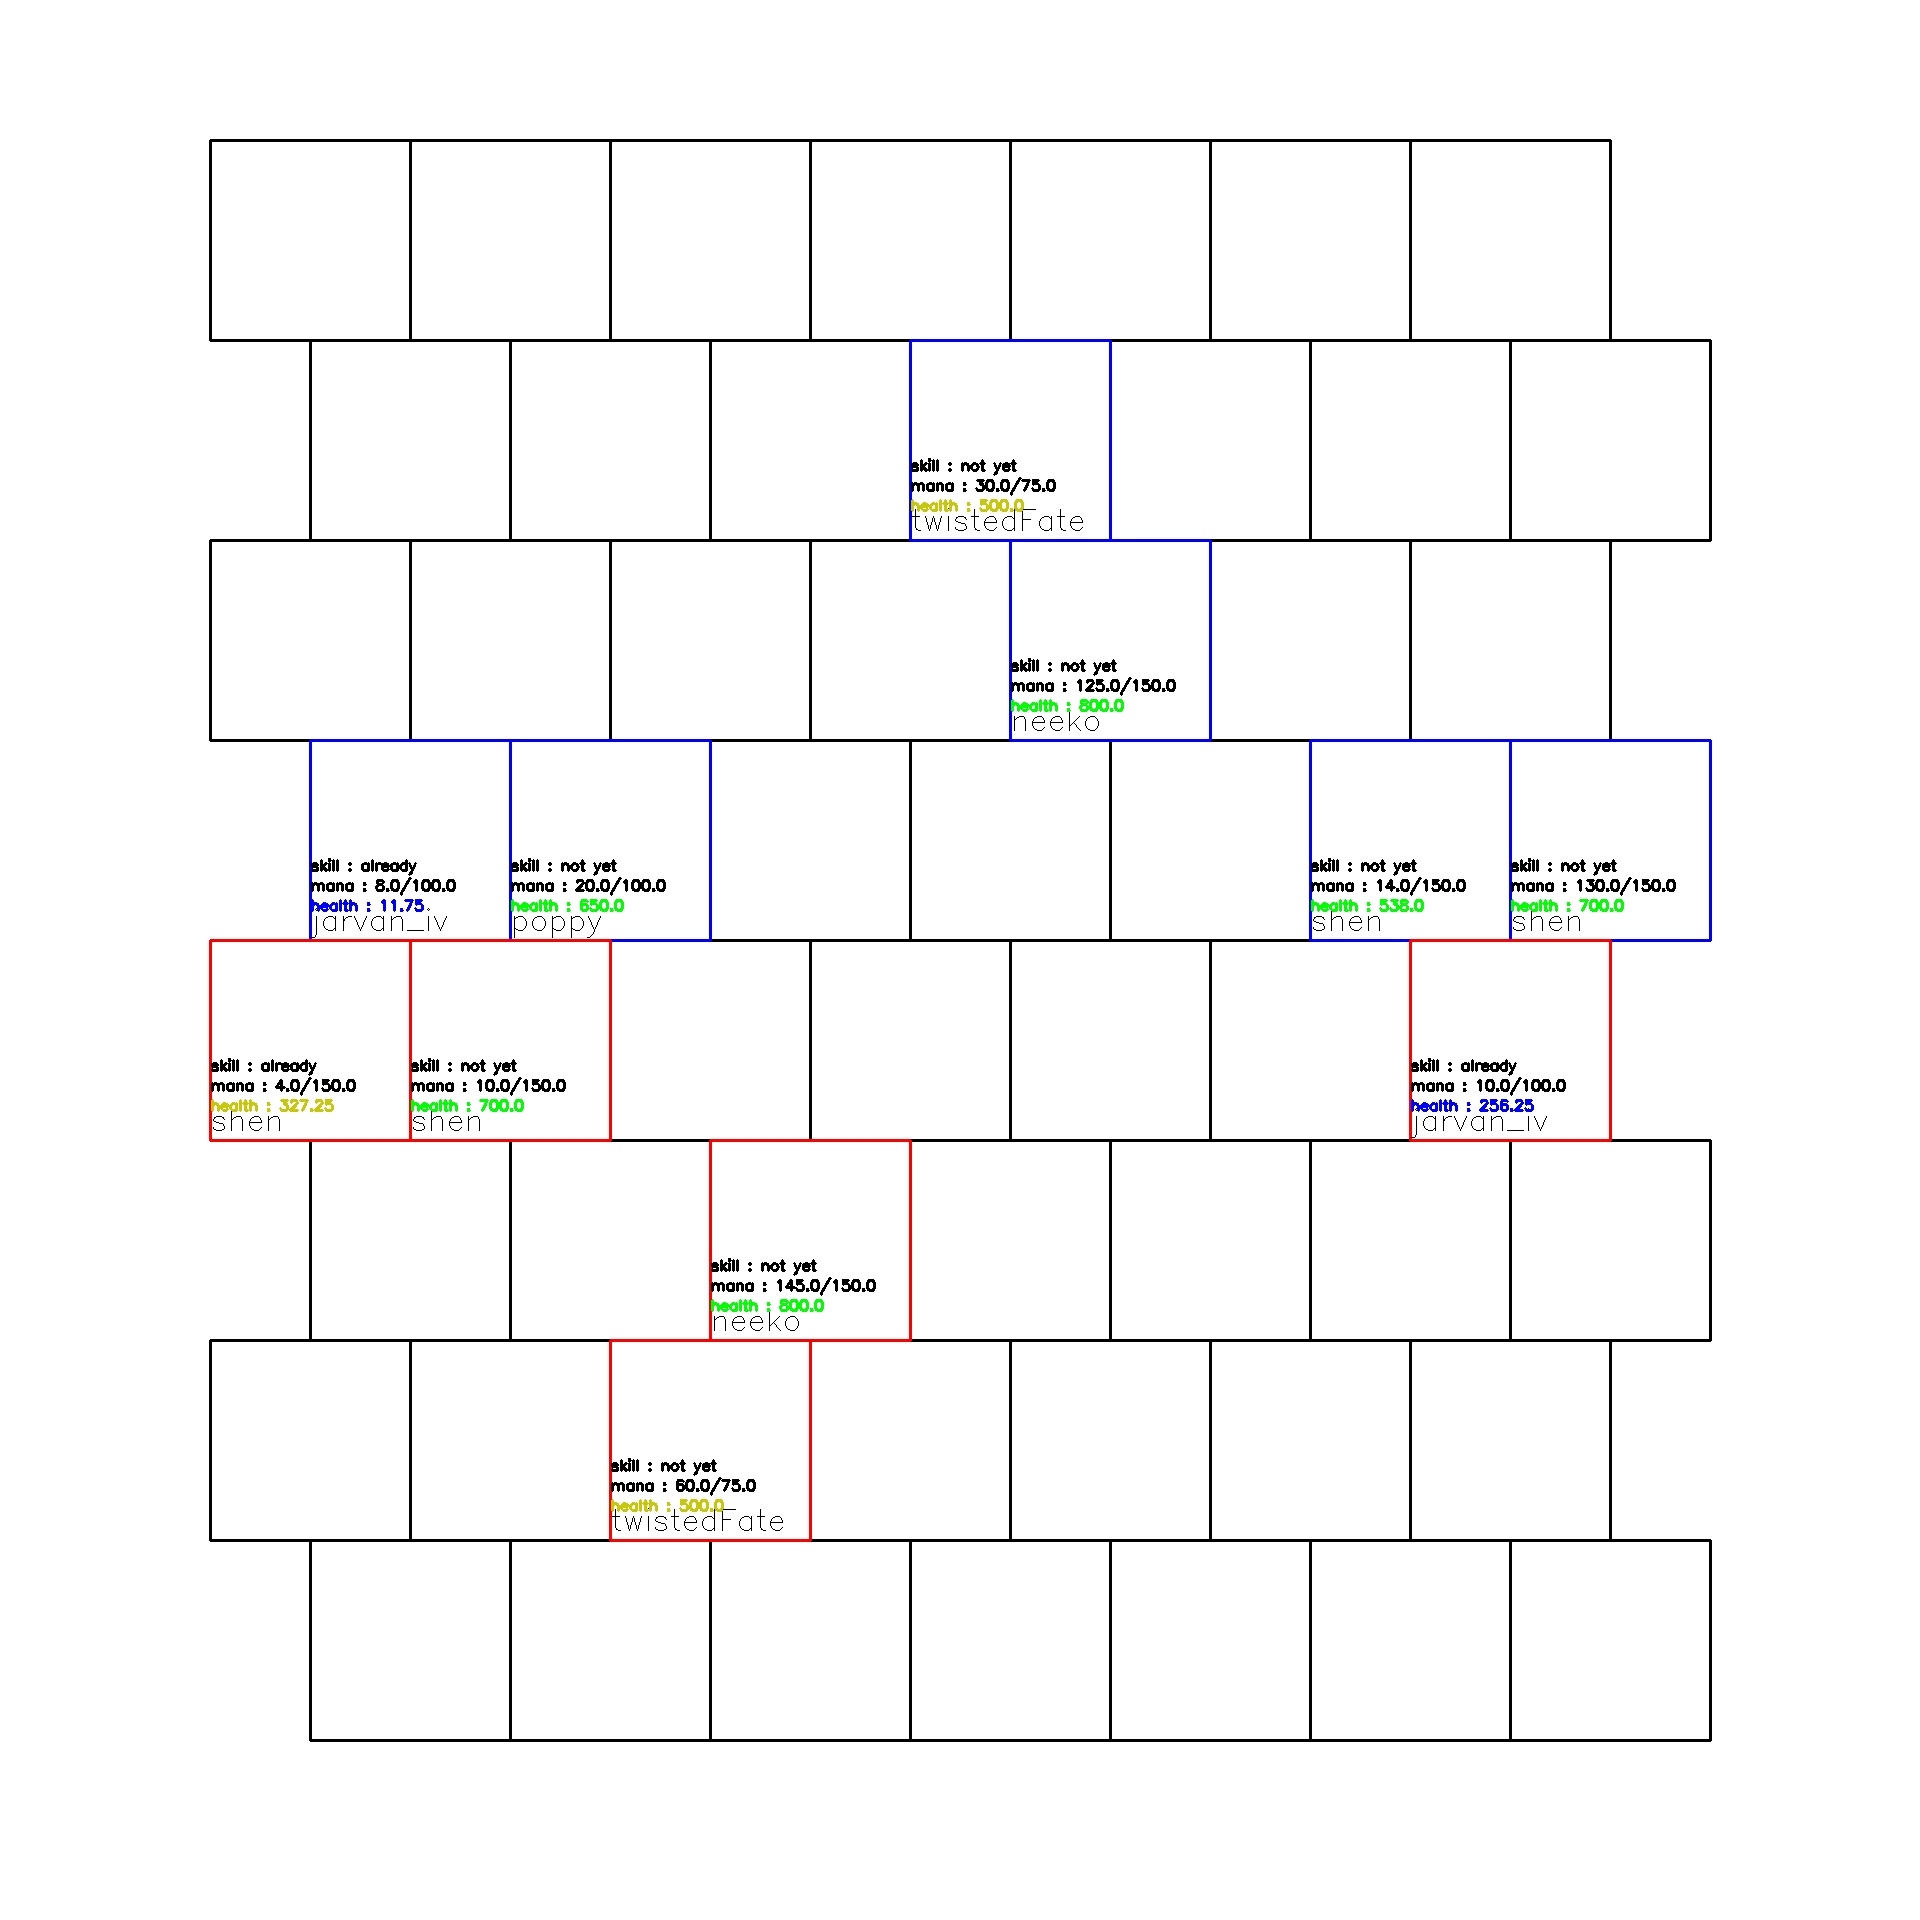 skill : not yet
mana : 30.0/75.0
health : 500.0
twistedFate
skill : not yet
mana : 125.0/150.0
health : 800.0
neeko
skill : already
mana : 8.0/100.0
health : 11.75
jarvan_iv
skill : not yet
mana : 20.0/100.0
health : 650.0
poppy
skill : not yet
mana : 14.0/150.0
health : 538.0
shen
skill : not yet
mana : 130.0/150.0
health : 700.0
shen
skill : already
mana : 4.0/150.0
health : 327.25
shen
skill : not yet
mana : 10.0/150.0
health : 700.0
shen
skill : already
mana : 10.0/100.0
health : 256.25
jarvan_iv
skill : not yet
mana : 145.0/150.0
health : 800.0
neeko
skill : not yet
mana : 60.0/75.0
health : 500.0
twistedFate